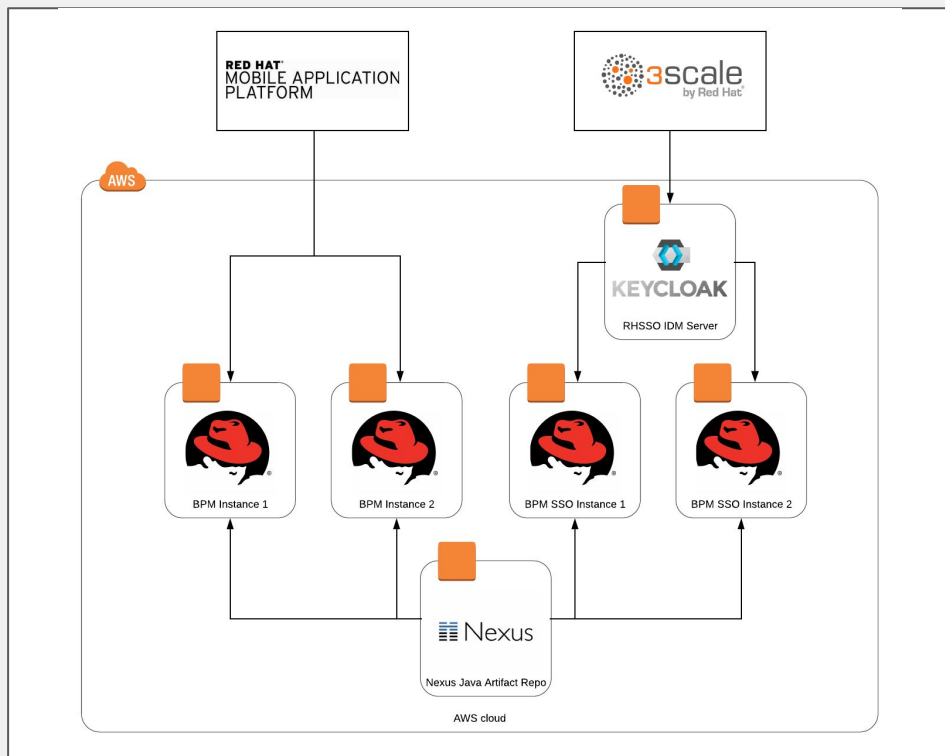 RED HAT®
MOBILE APPLICATION
PLATFORM
3scale
by Red Hat®
AWS
KEYCLOAK
RHSSO IDM Server
BPM Instance 1
BPM Instance 2
BPM SSO Instance 1
BPM SSO Instance 2
Nexus
Nexus Java Artifact Repo
AWS cloud